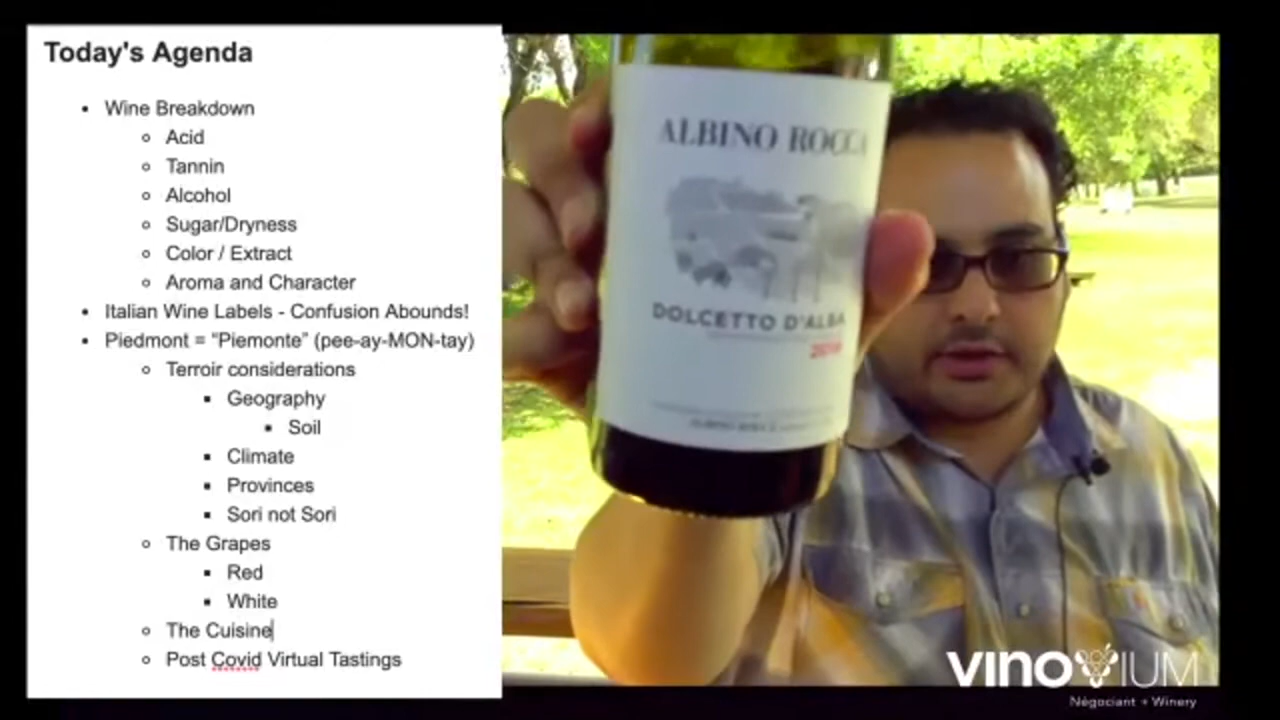 Today's Agenda
Wine Breakdown
Acid
Tannin
Alcohol
Sugar/Dryness
Color / Extract
Aroma and Character
Italian Wine Labels - Confusion Abounds!
Piedmont = “Piemonte” (pee-ay-MON-tay)
Terroir considerations
Geography
Soil
Climate
Provinces
Sori not Sori
The Grapes
Red
White
The Cuisine
Post Covid Virtual Tastings
ALBINO ROCCA
DOLCETTO D'ALBA
vinovIUM
Négociant + Winery